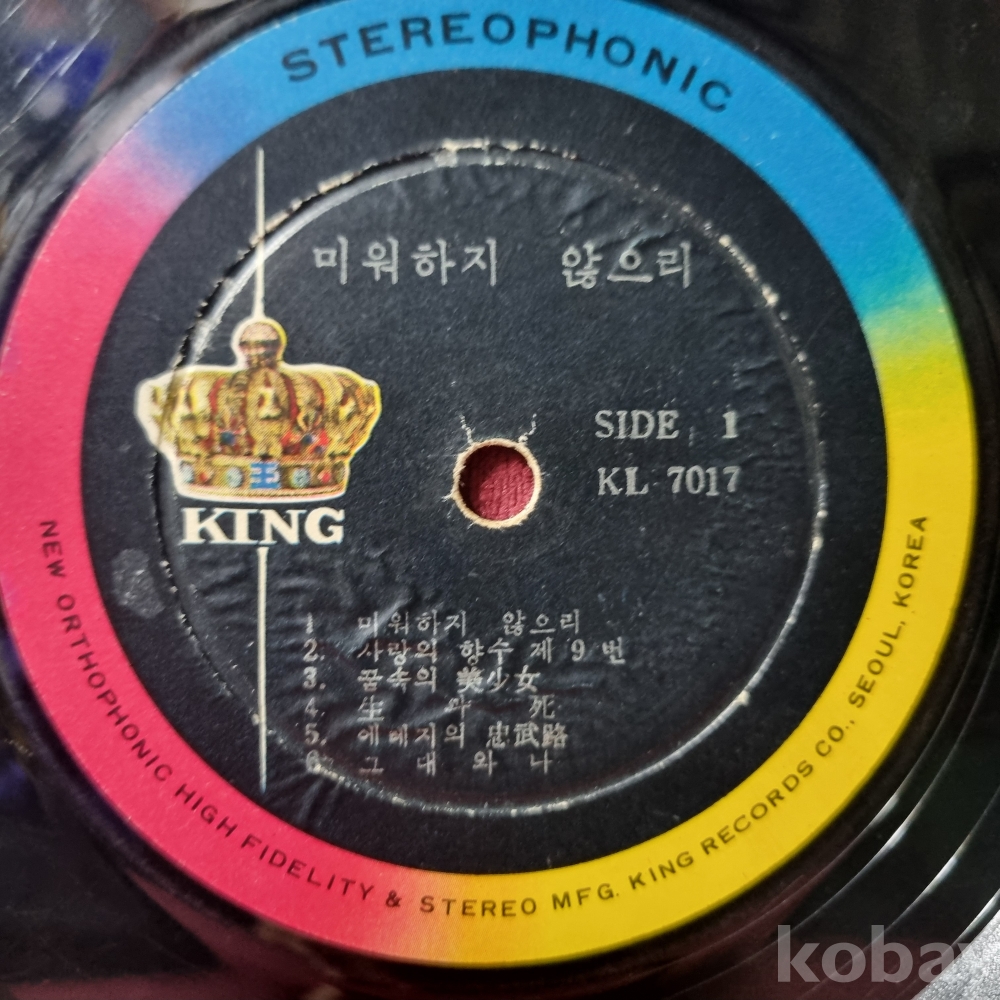 STEREOPHONIC
미워하지 않으리
SIDE 1
KL 7017
KING
1 미워하지 않으리
2. 사랑의 향수 제 9 번
3. 꿈속의 美少女
4. 生 과 死
5. 에레지의 忠武路
6 그 대 와 나
NEW ORTHOPHONIC HIGH FIDELITY & STEREO MFG. KING RECORDS CO., SEOUL, KOREA